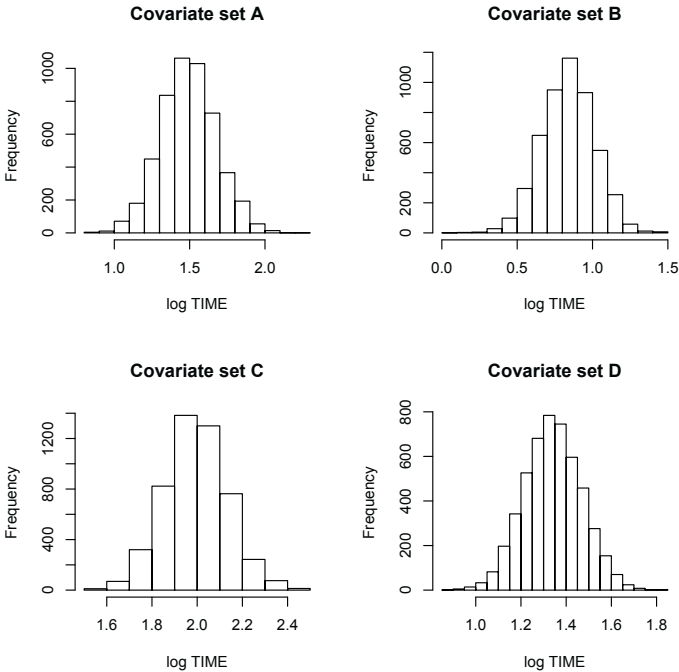 Covariate set A
Frequency
1000
600
200
0
1.0 1.5 2.0
log TIME
Covariate set B
Frequency
1000
600
200
0
0.0 0.5 1.0 1.5
log TIME
Covariate set C
Frequency
1200
800
400
0
1.6 1.8 2.0 2.2 2.4
log TIME
Covariate set D
Frequency
800
600
400
200
0
1.0 1.2 1.4 1.6 1.8
log TIME